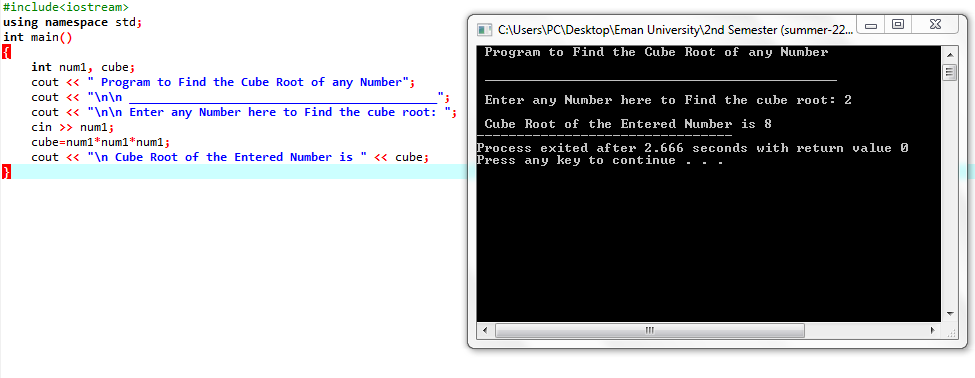 #include<iostream>
using namespace std;
int main()
{
int num1, cube;
cout << " Program to Find the Cube Root of any Number";
cout << "\n\n ____________________________________________";
cout << "\n\n Enter any Number here to Find the cube root: ";
cin >> num1;
cube=num1*num1*num1;
cout << "\n Cube Root of the Entered Number is " << cube;
}
C:\Users\PC\Desktop\Eman University\2nd Semester (summer-22...
Program to Find the Cube Root of any Number
____________________________________________
Enter any Number here to Find the cube root: 2
Cube Root of the Entered Number is 8
--------------------------------
Process exited after 2.666 seconds with return value 0
Press any key to continue . . .